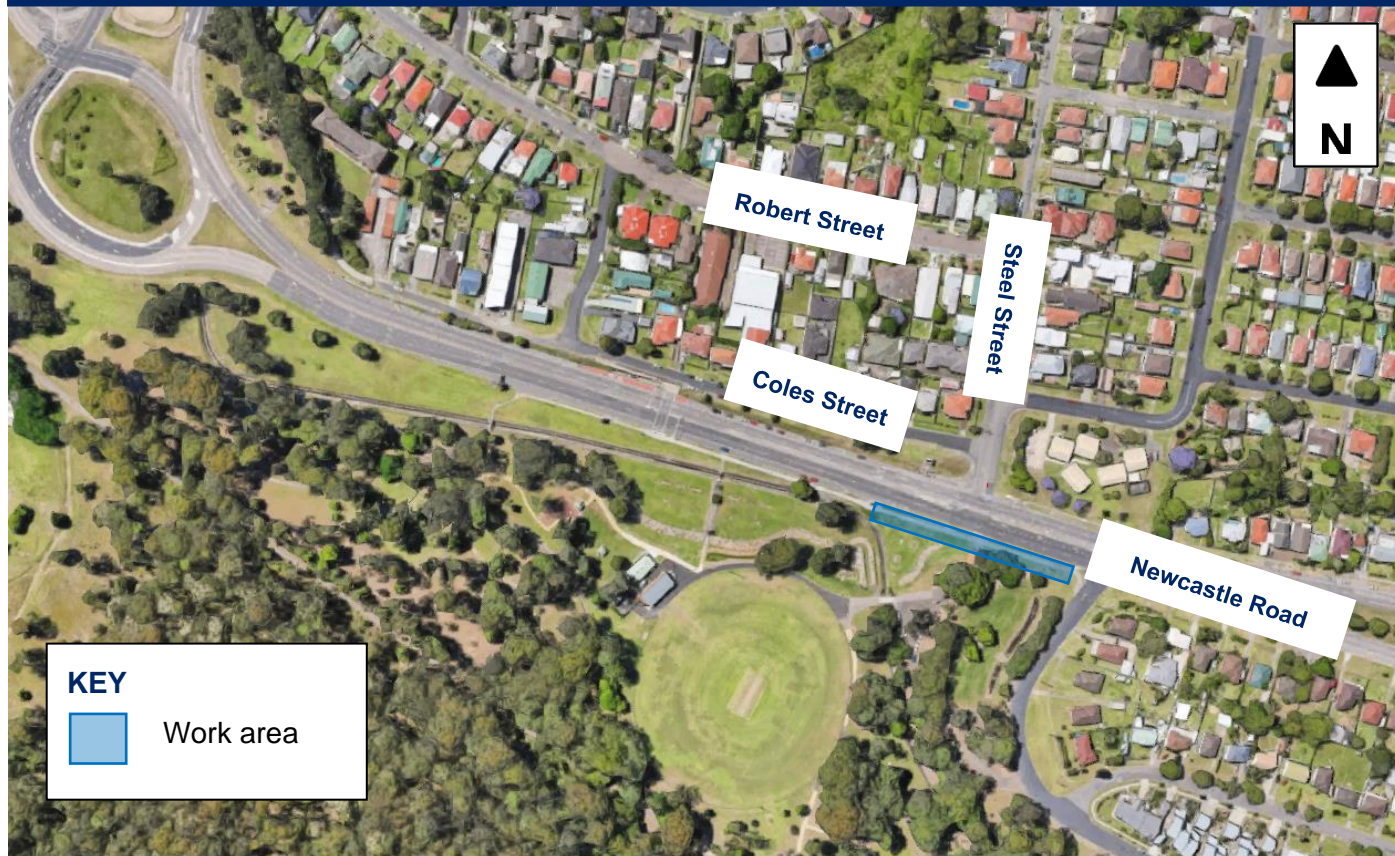 N
Robert Street
Steel Street
Coles Street
Newcastle Road
KEY
Work area